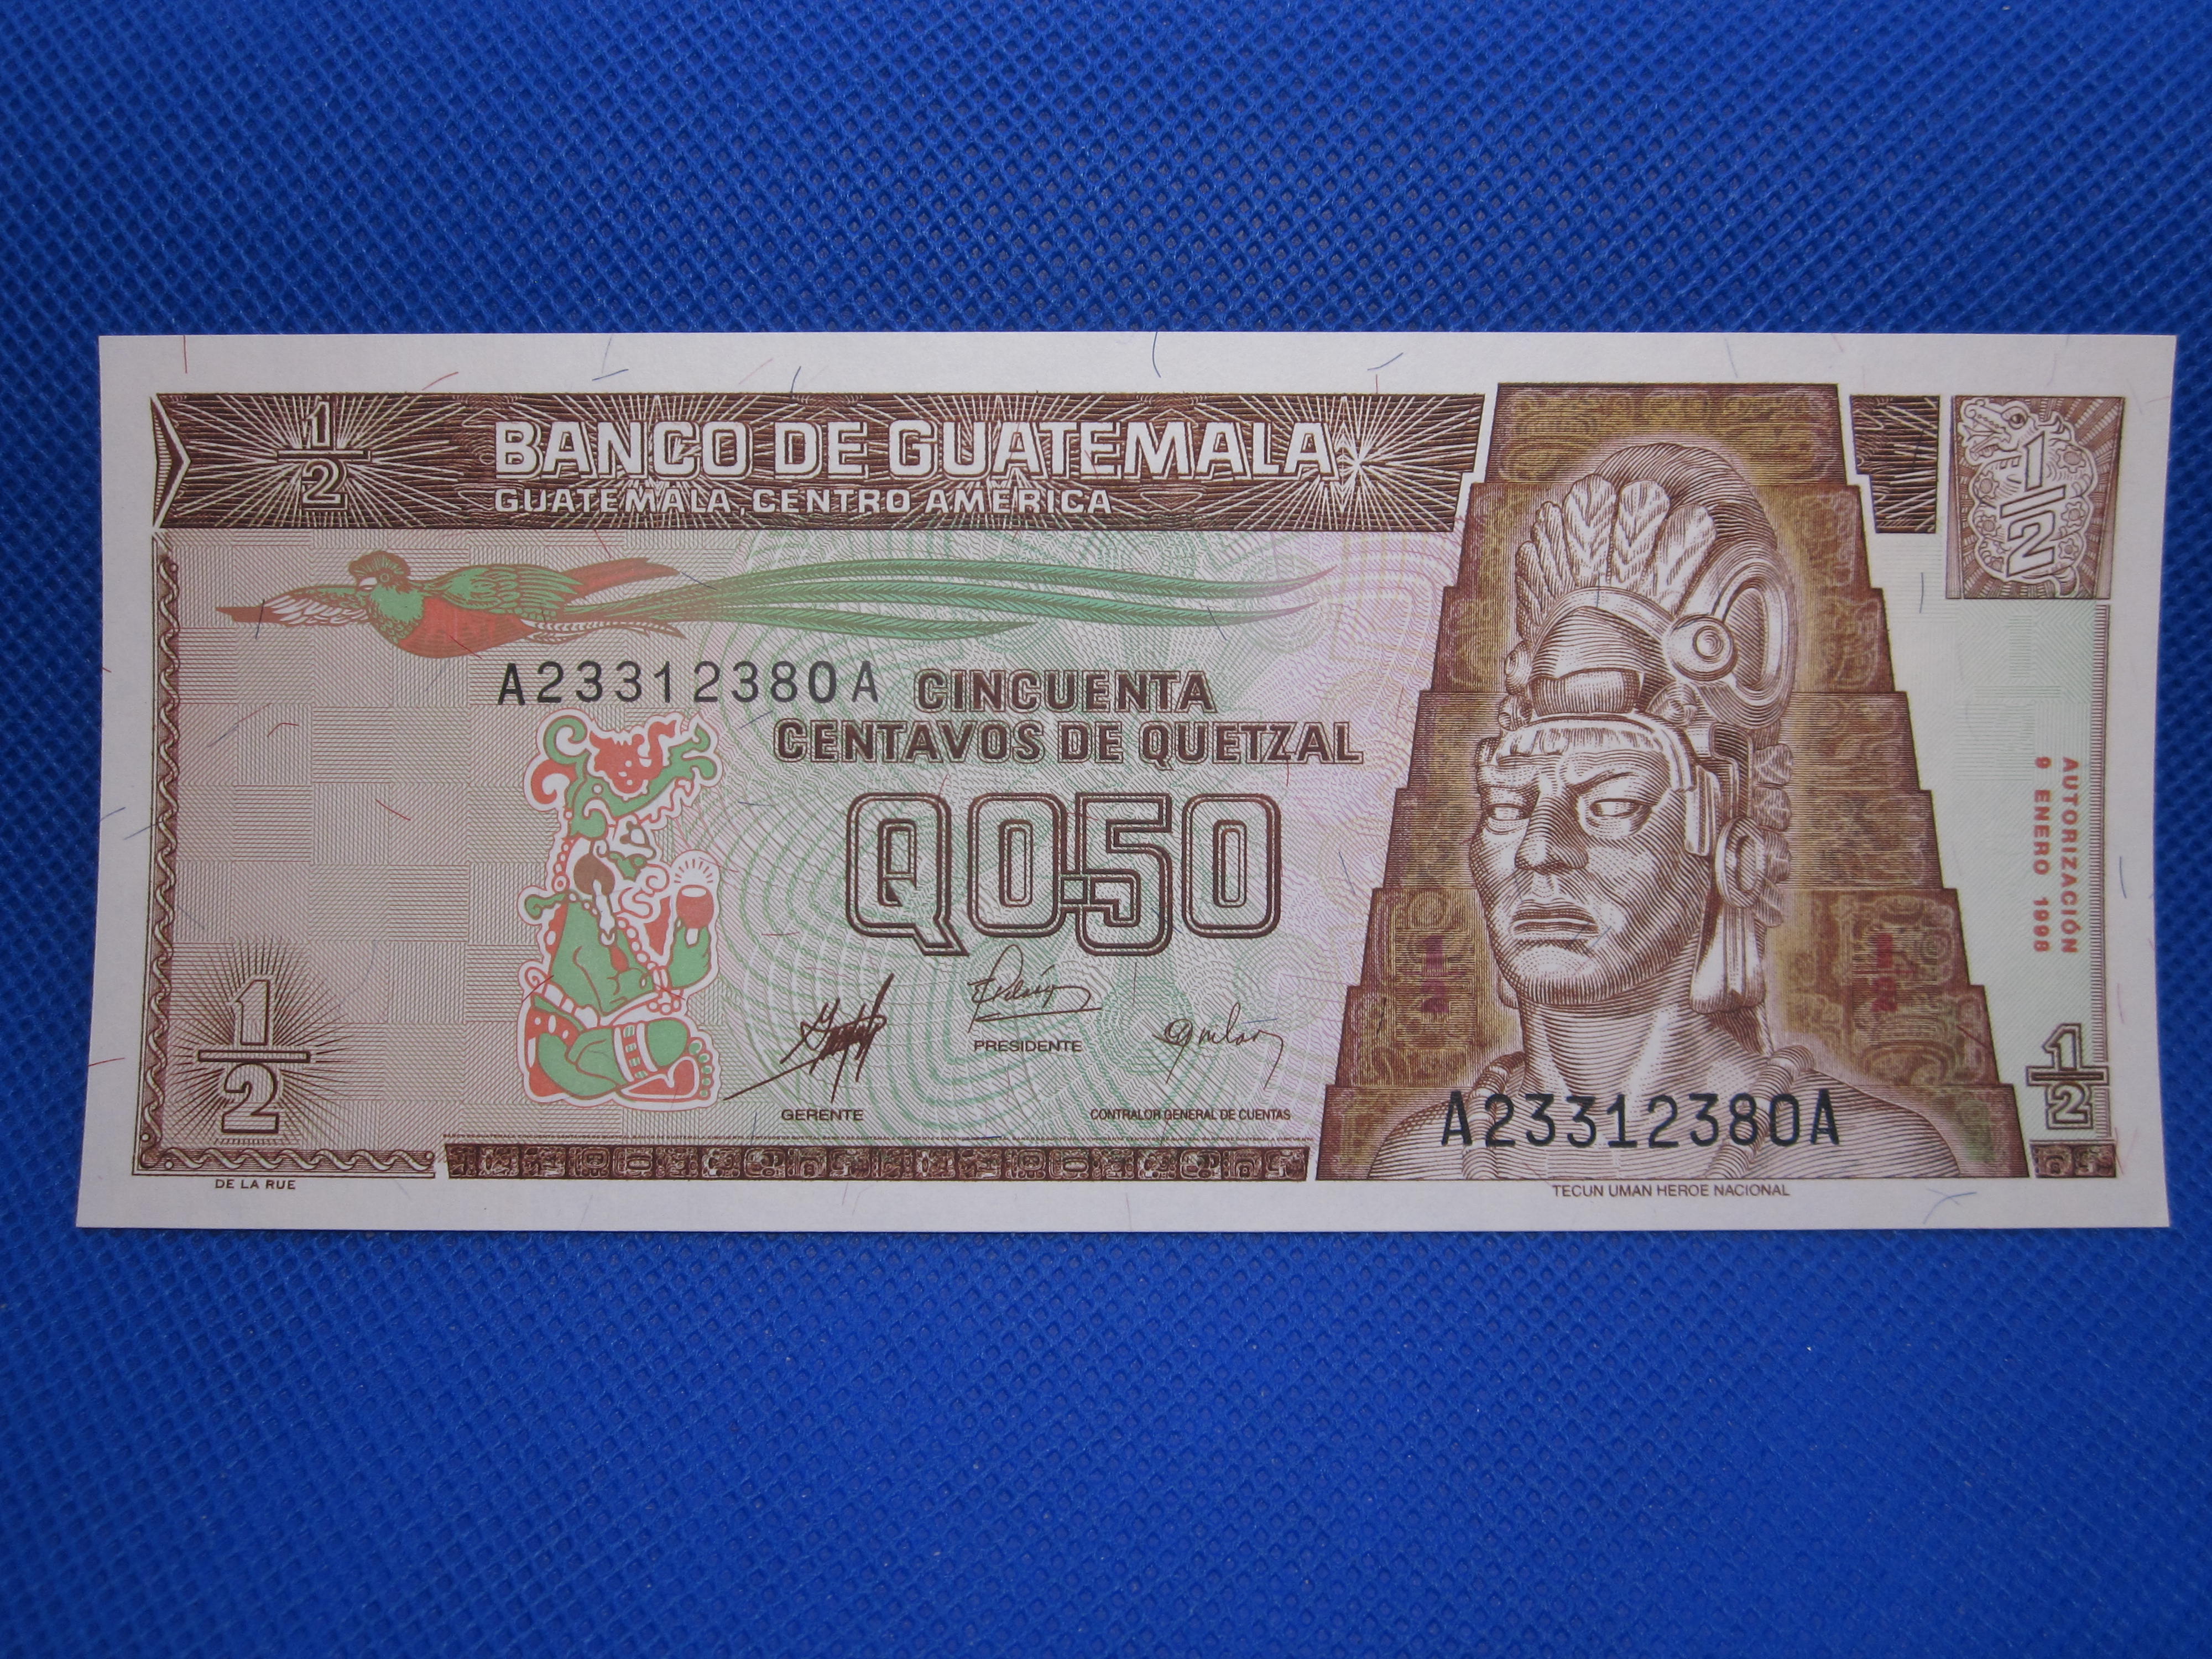 1/2
BANCO DE GUATEMALA
GUATEMALA, CENTRO AMERICA
1/2
A23312380A
CINCUENTA
CENTAVOS DE QUETZAL
Q0.50
AUTORIZACIÓN
9 ENERO 1998
1/2
PRESIDENTE
GERENTE
CONTRALOR GENERAL DE CUENTAS
1/2
A23312380A
DE LA RUE
TECUN UMAN HEROE NACIONAL